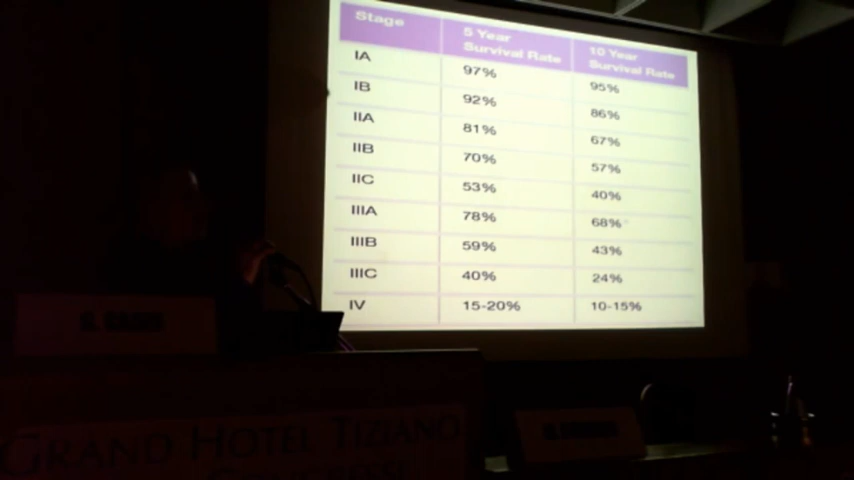 Stage 5 Year Survival Rate 10 Year Survival Rate
IA 97% 95%
IB 92% 86%
IIA 81% 67%
IIB 70% 57%
IIC 53% 40%
IIIA 78% 68%
IIIB 59% 43%
IIIC 40% 24%
IV 15-20% 10-15%
GRAND HOTEL TIZIANO